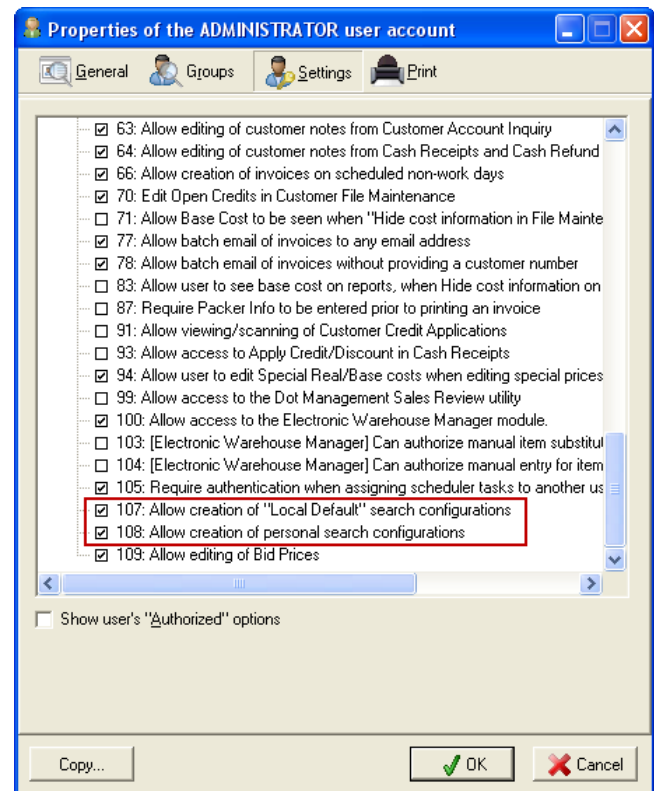 Properties of the ADMINISTRATOR user account
General Groups Settings Print
63: Allow editing of customer notes from Customer Account Inquiry
64: Allow editing of customer notes from Cash Receipts and Cash Refund
66: Allow creation of invoices on scheduled non-work days
70: Edit Open Credits in Customer File Maintenance
71: Allow Base Cost to be seen when "Hide cost information in File Mainte
77: Allow batch email of invoices to any email address
78: Allow batch email of invoices without providing a customer number
83: Allow user to see base cost on reports, when Hide cost information on
87: Require Packer Info to be entered prior to printing an invoice
91: Allow viewing/scanning of Customer Credit Applications
93: Allow access to Apply Credit/Discount in Cash Receipts
94: Allow user to edit Special Real/Base costs when editing special prices
99: Allow access to the Dot Management Sales Review utility
100: Allow access to the Electronic Warehouse Manager module.
103: [Electronic Warehouse Manager] Can authorize manual item substitut
104: [Electronic Warehouse Manager] Can authorize manual entry for item
105: Require authentication when assigning scheduler tasks to another us
107: Allow creation of "Local Default" search configurations
108: Allow creation of personal search configurations
109: Allow editing of Bid Prices
Show user's "Authorized" options
Copy... OK Cancel